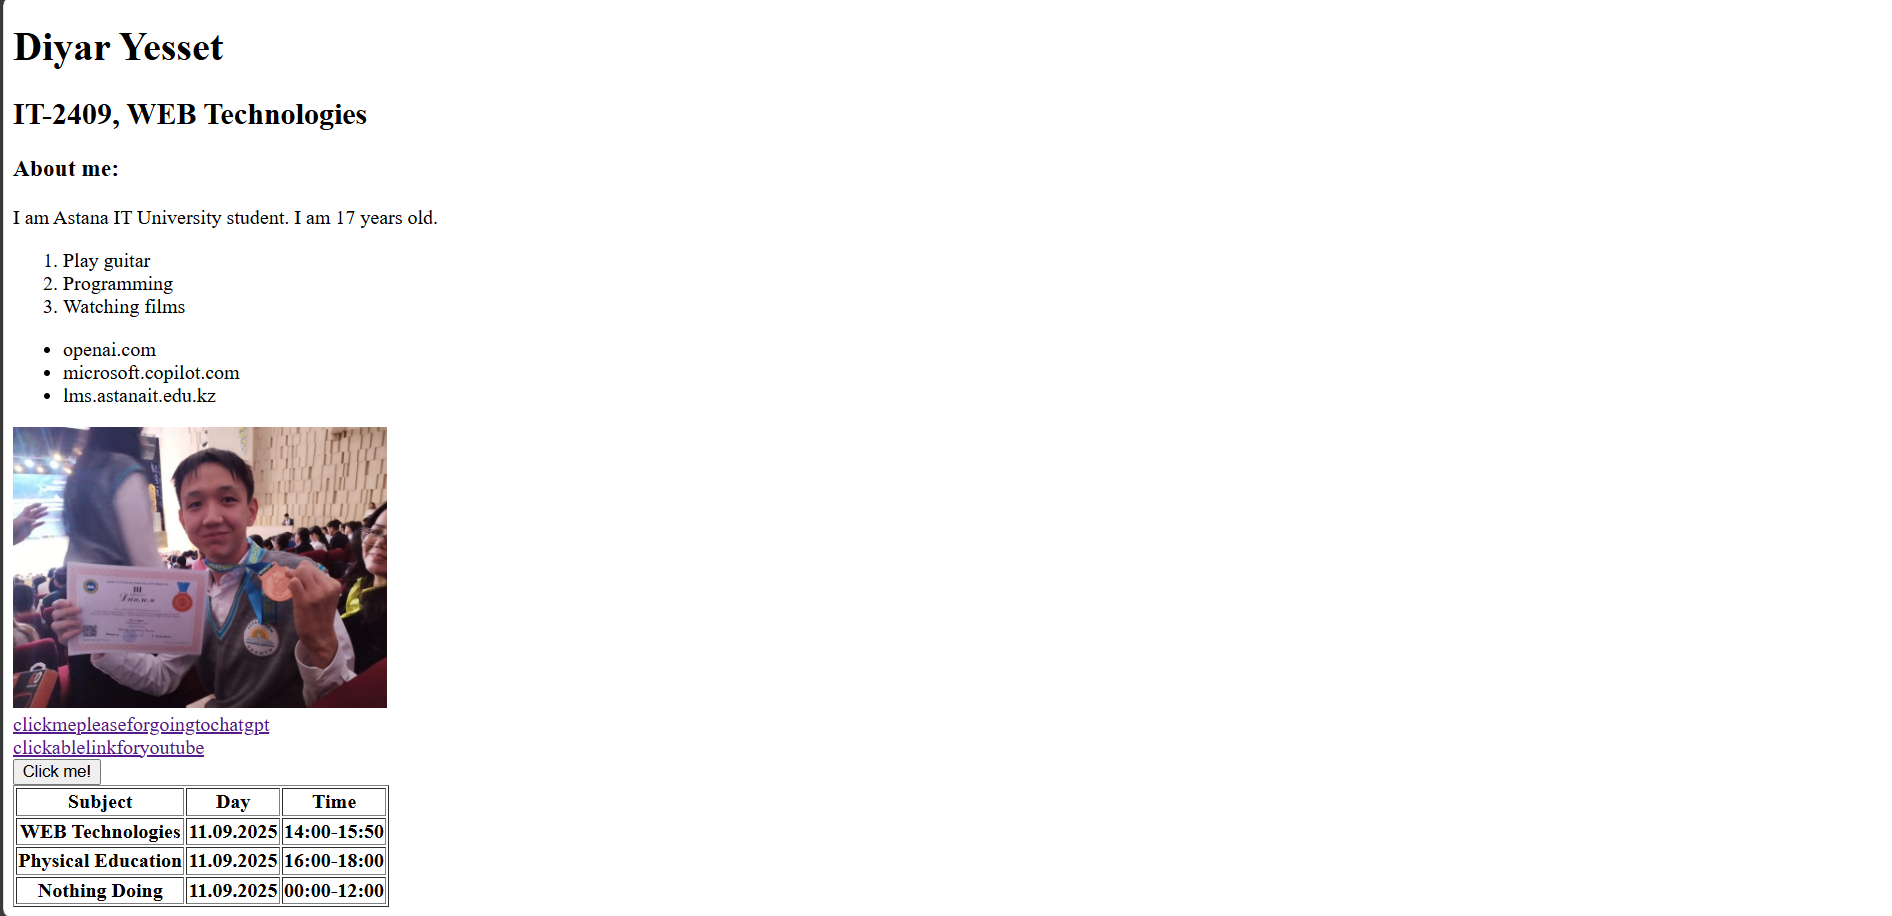 Diyar Yesset
IT-2409, WEB Technologies
About me:
I am Astana IT University student. I am 17 years old.
1. Play guitar
2. Programming
3. Watching films
• openai.com
• microsoft.copilot.com
• lms.astanait.edu.kz
III
Диплом
clickmepleaseforgoingtochatgpt
clickablelinkforyoutube
Click me!
Subject Day Time
WEB Technologies 11.09.2025 14:00-15:50
Physical Education 11.09.2025 16:00-18:00
Nothing Doing 11.09.2025 00:00-12:00